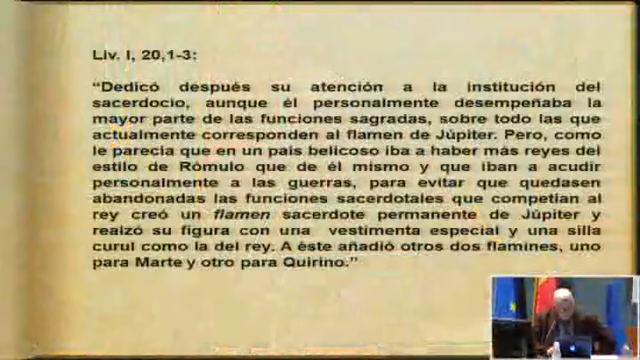 Liv. I, 20,1-3:
“Dedicó después su atención a la institución del
sacerdocio, aunque él personalmente desempeñaba la
mayor parte de las funciones sagradas, sobre todo las que
actualmente corresponden al flamen de Júpiter. Pero, como
le parecia que en un país belicoso iba a haber más reyes del
estilo de Rómulo que de él mismo y que iban a acudir
personalmente a las guerras, para evitar que quedasen
abandonadas las funciones sacerdotales que competían al
rey creó un flamen sacerdote permanente de Júpiter y
realzó su figura con una vestimenta especial y una silla
curul como la del rey. A éste añadió otros dos flamines, uno
para Marte y otro para Quirino.”